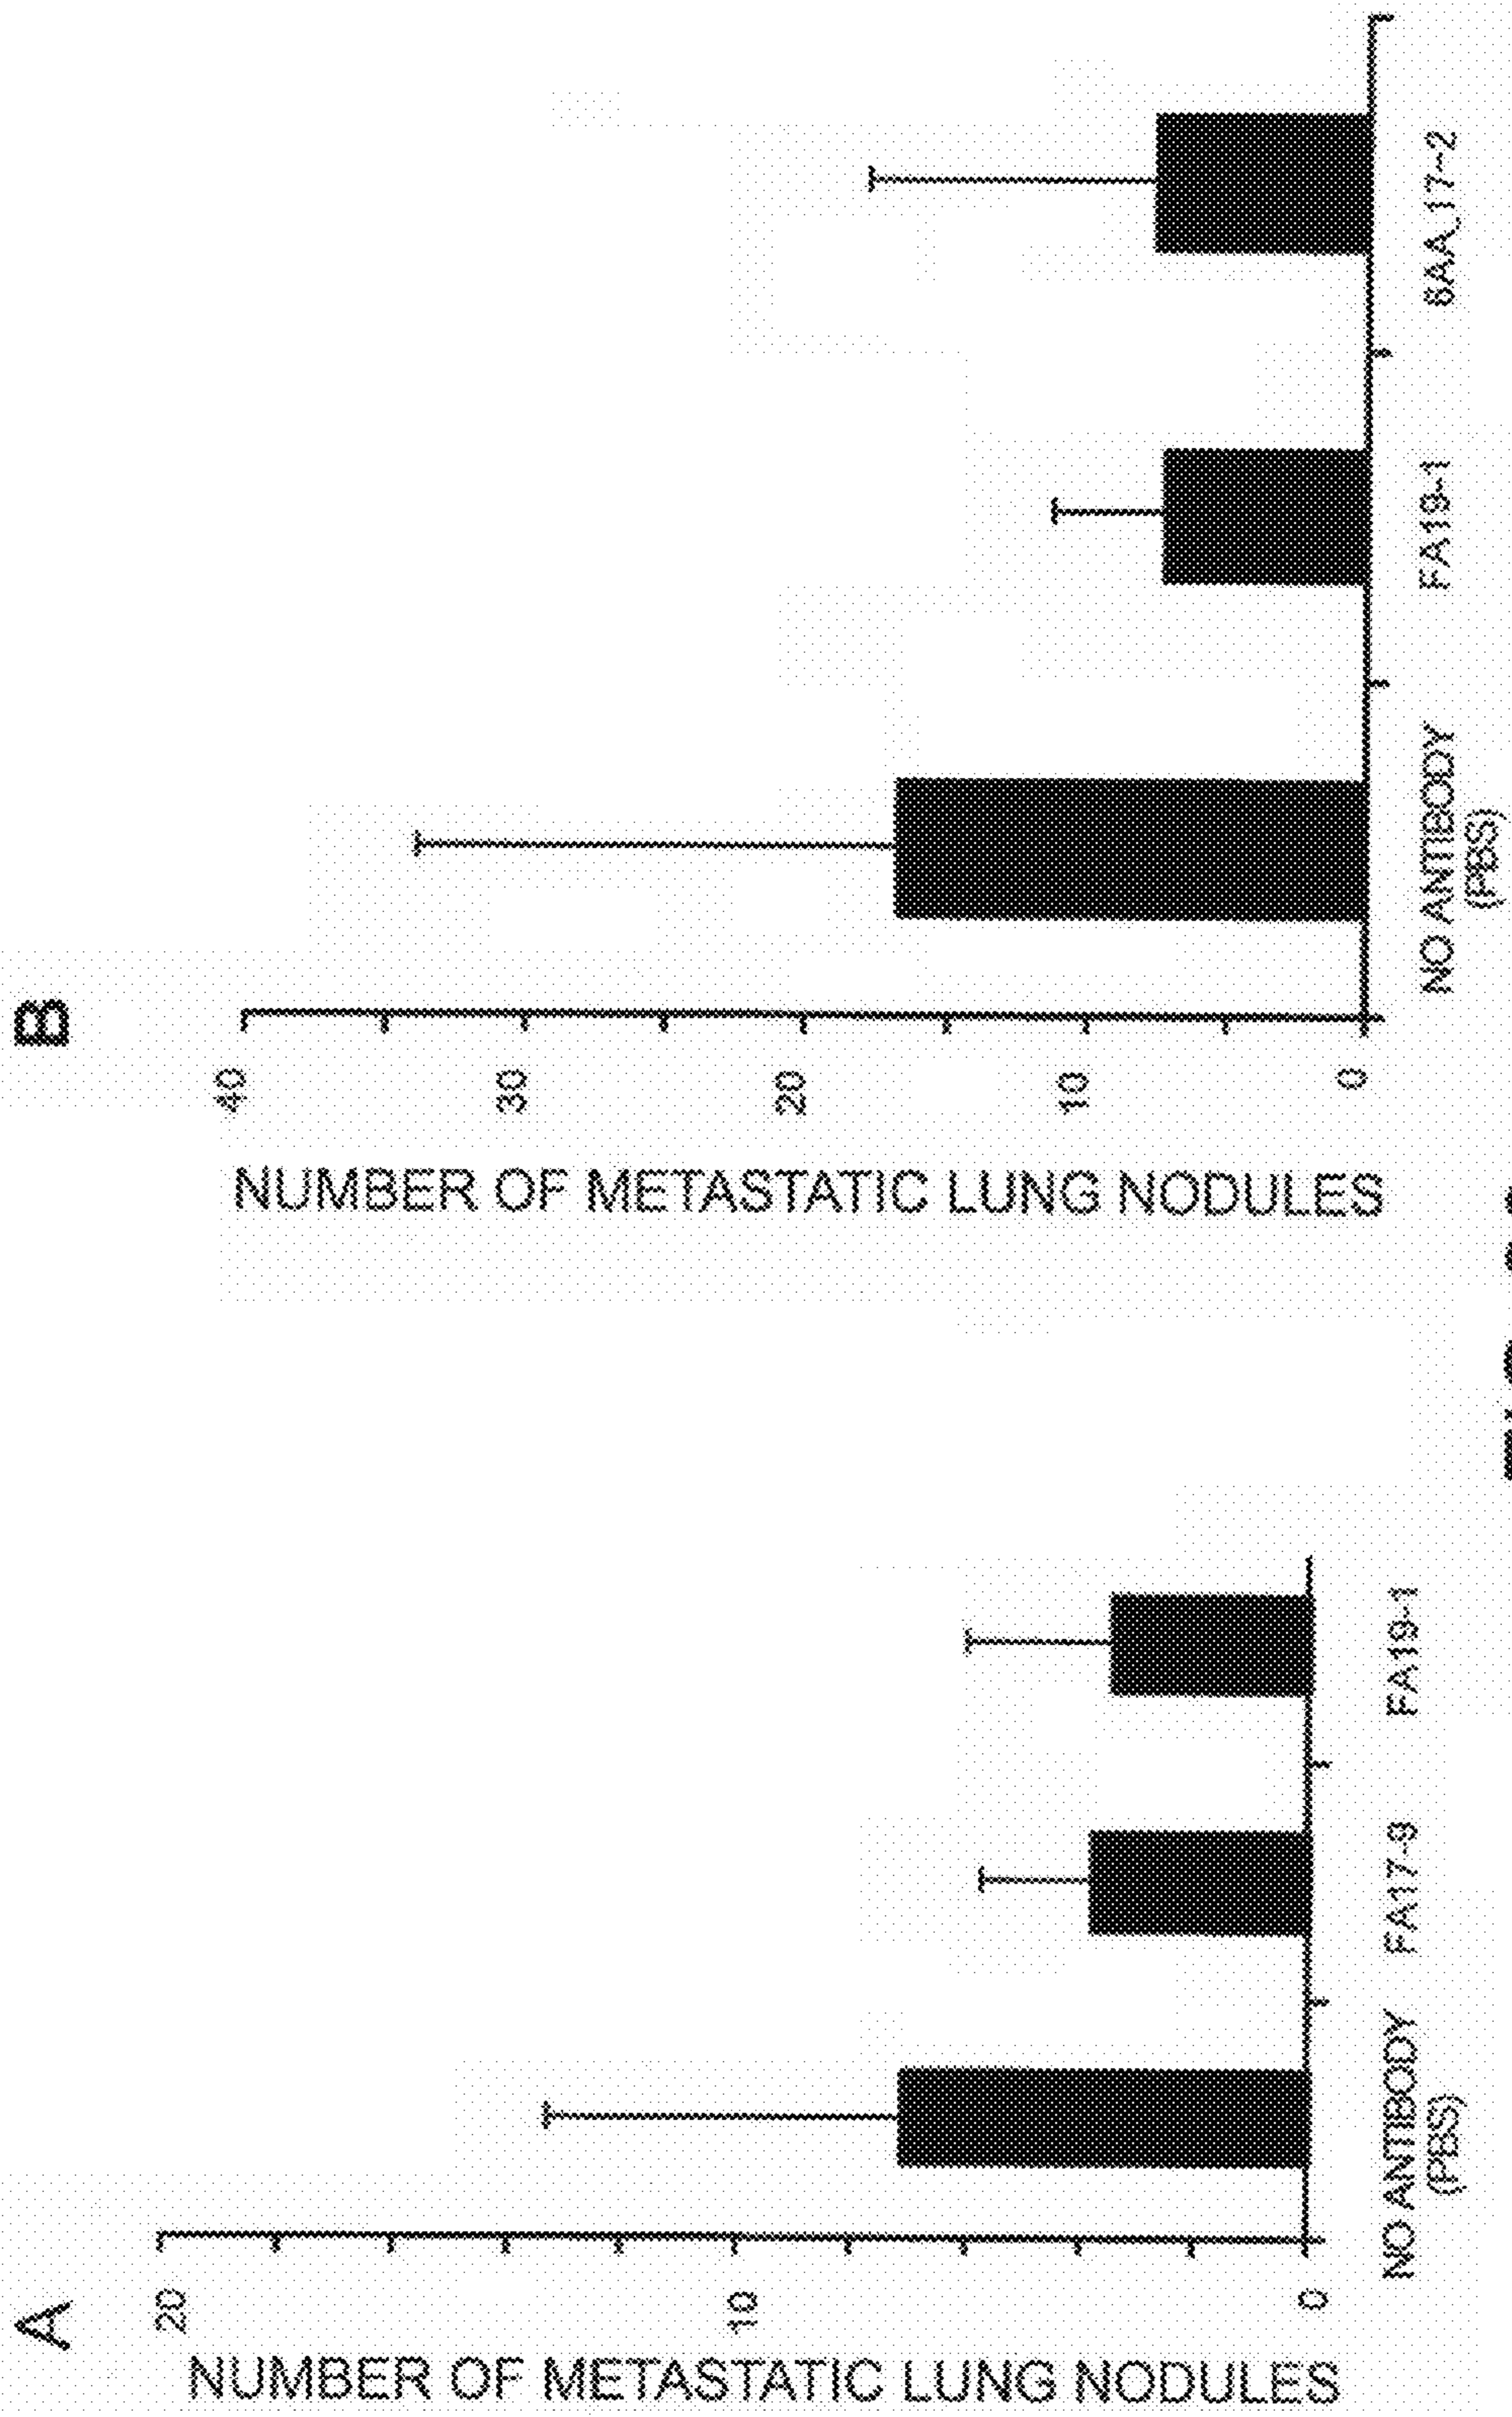 A
NUMBER OF METASTATIC LUNG NODULES
20
10
0
NO ANTIBODY
(PBS)
FA17-9
FA19-1
B
NUMBER OF METASTATIC LUNG NODULES
40
30
20
10
0
NO ANTIBODY
(PBS)
FA19-1
8AA_17-2